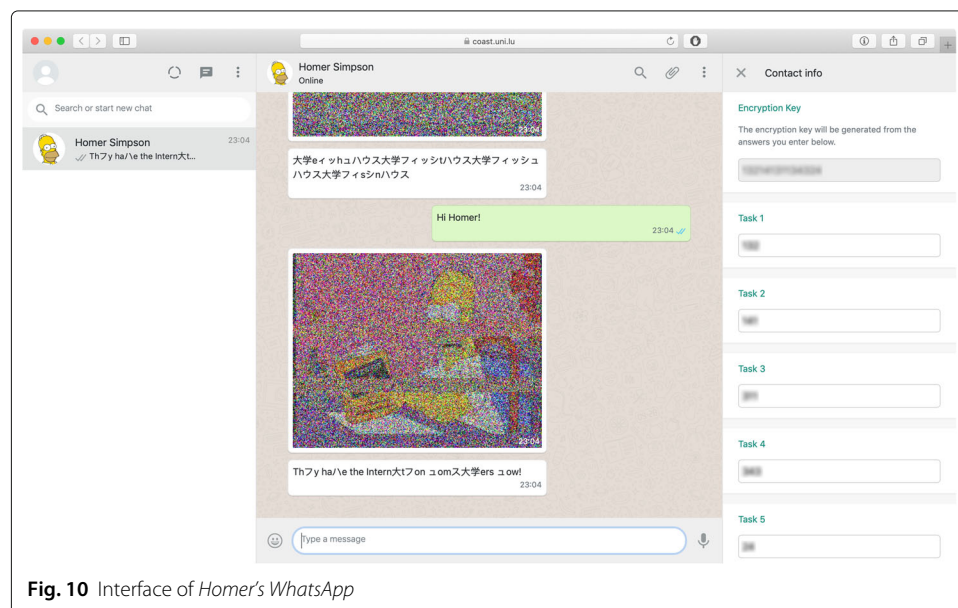 coast.uni.lu
Homer Simpson
Online
Contact info
Search or start new chat
Homer Simpson
23:04
Thフy ha/\e the Intern大t...
23:04
大学eィッhュハウス大学フィッシtハウス大学フィッシュ
ハウス大学フィsシnハウス
23:04
Hi Homer!
23:04
23:04
Thフy ha/\e the Intern大tフon ュomス大学ers ュow!
23:04
Type a message
Encryption Key
The encryption key will be generated from the
answers you enter below.
Task 1
Task 2
Task 3
Task 4
Task 5
Fig. 10 Interface of Homer's WhatsApp